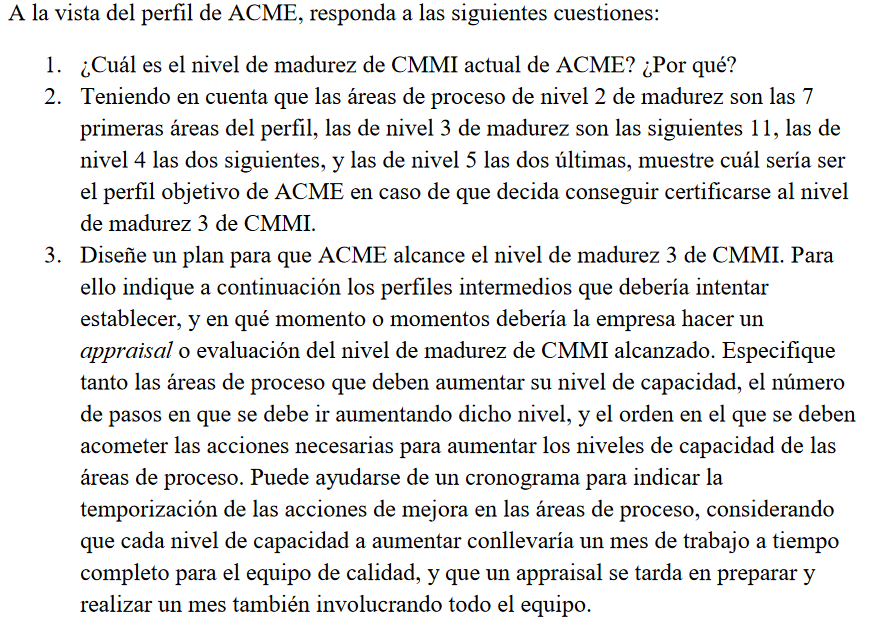 A la vista del perfil de ACME, responda a las siguientes cuestiones:
1. ¿Cuál es el nivel de madurez de CMMI actual de ACME? ¿Por qué?
2. Teniendo en cuenta que las áreas de proceso de nivel 2 de madurez son las 7
primeras áreas del perfil, las de nivel 3 de madurez son las siguientes 11, las de
nivel 4 las dos siguientes, y las de nivel 5 las dos últimas, muestre cuál sería ser
el perfil objetivo de ACME en caso de que decida conseguir certificarse al nivel
de madurez 3 de CMMI.
3. Diseñe un plan para que ACME alcance el nivel de madurez 3 de CMMI. Para
ello indique a continuación los perfiles intermedios que debería intentar
establecer, y en qué momento o momentos debería la empresa hacer un
appraisal o evaluación del nivel de madurez de CMMI alcanzado. Especifique
tanto las áreas de proceso que deben aumentar su nivel de capacidad, el número
de pasos en que se debe ir aumentando dicho nivel, y el orden en el que se deben
acometer las acciones necesarias para aumentar los niveles de capacidad de las
áreas de proceso. Puede ayudarse de un cronograma para indicar la
temporización de las acciones de mejora en las áreas de proceso, considerando
que cada nivel de capacidad a aumentar conllevaría un mes de trabajo a tiempo
completo para el equipo de calidad, y que un appraisal se tarda en preparar y
realizar un mes también involucrando todo el equipo.